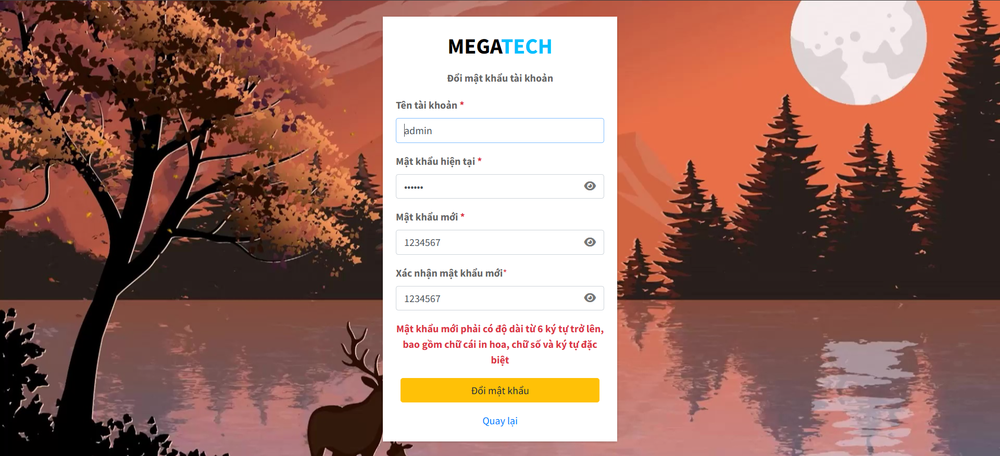 MEGATECH
Đổi mật khẩu tài khoản
Tên tài khoản *
admin
Mật khẩu hiện tại *
••••••
Mật khẩu mới *
1234567
Xác nhận mật khẩu mới*
1234567
Mật khẩu mới phải có độ dài từ 6 ký tự trở lên,
bao gồm chữ cái in hoa, chữ số và ký tự đặc
biệt
Đổi mật khẩu
Quay lại